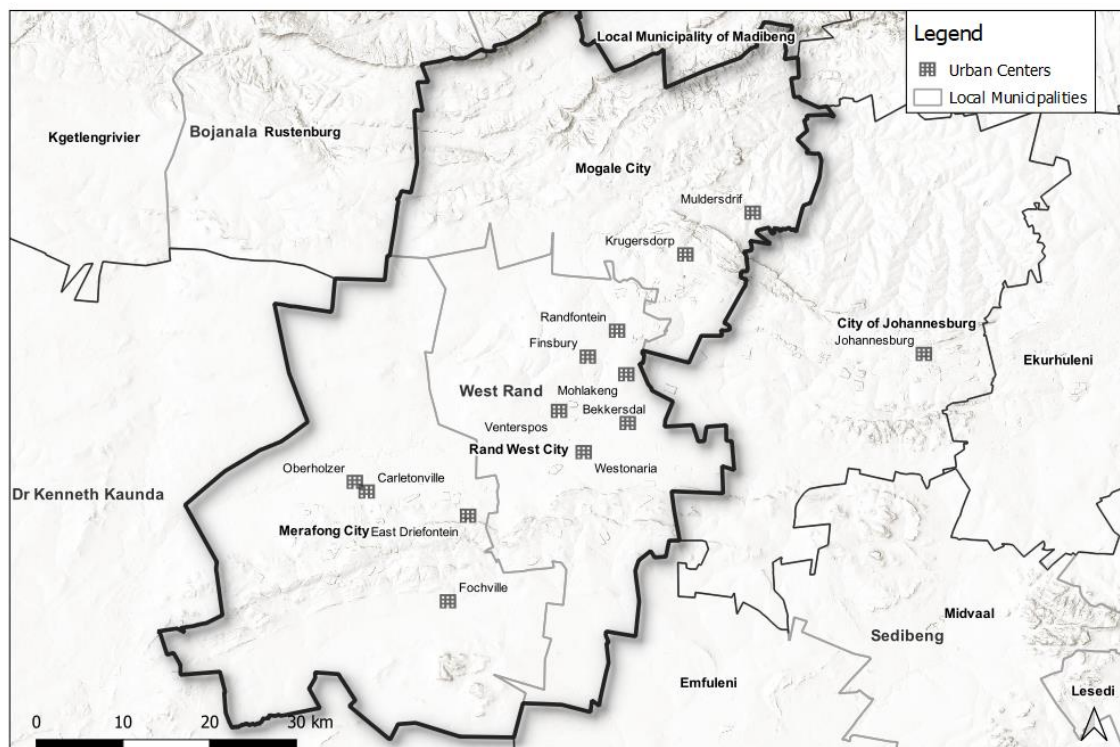 Local Municipality of Madibeng
Legend
Urban Centers
Local Municipalities
Kgetlengrivier
Bojanala
Rustenburg
Mogale City
Muldersdrif
Krugersdorp
Randfontein
City of Johannesburg
Johannesburg
Finsbury
Ekurhuleni
West Rand
Mohlakeng
Bekkersdal
Venterspos
Rand West City
Westonaria
Oberholzer
Carletonville
Dr Kenneth Kaunda
Merafong City
East Driefontein
Fochville
Midvaal
Sedibeng
Emfuleni
Lesedi
0 10 20 30 km